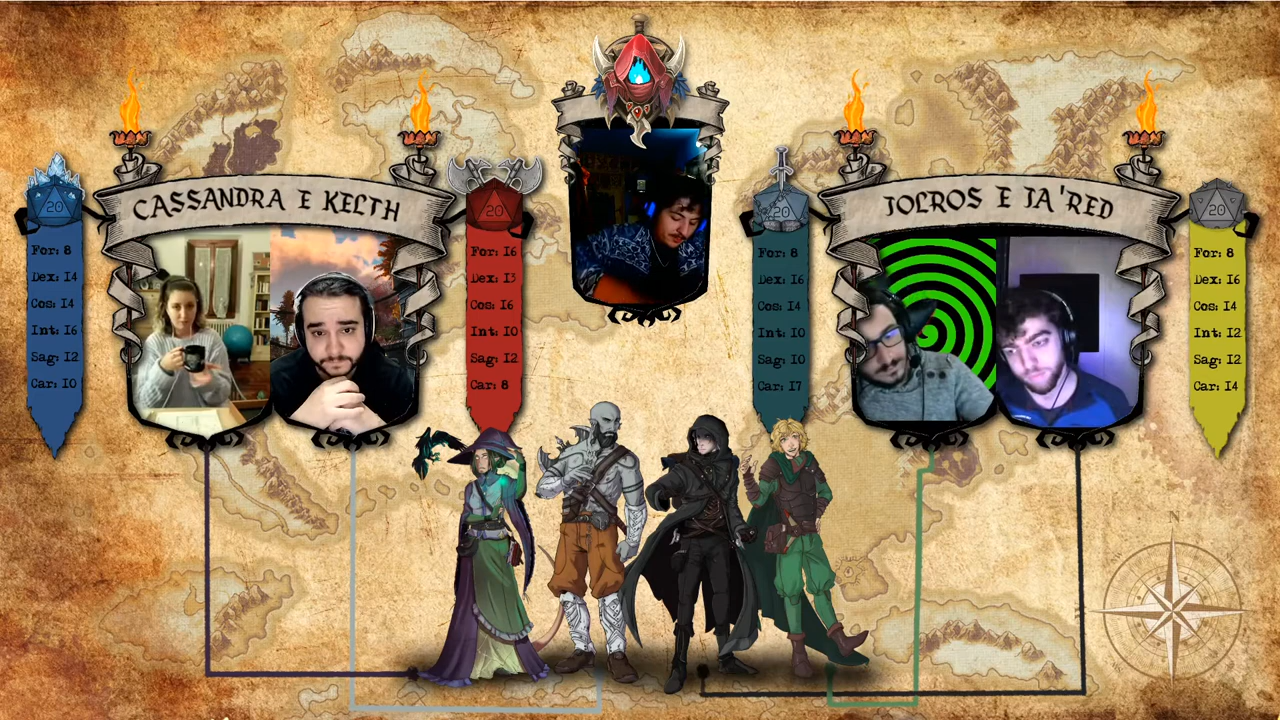 CASSANDRA E KELTH
JOLROS E JA'RED
20
For: 8
Dex: 14
Cos: 14
Int: 16
Sag: 12
Car: 10
20
For: 16
Dex: 13
Cos: 16
Int: 10
Sag: 12
Car: 8
20
For: 8
Dex: 16
Cos: 14
Int: 10
Sag: 10
Car: 17
20
For: 8
Dex: 16
Cos: 14
Int: 12
Sag: 12
Car: 14
N